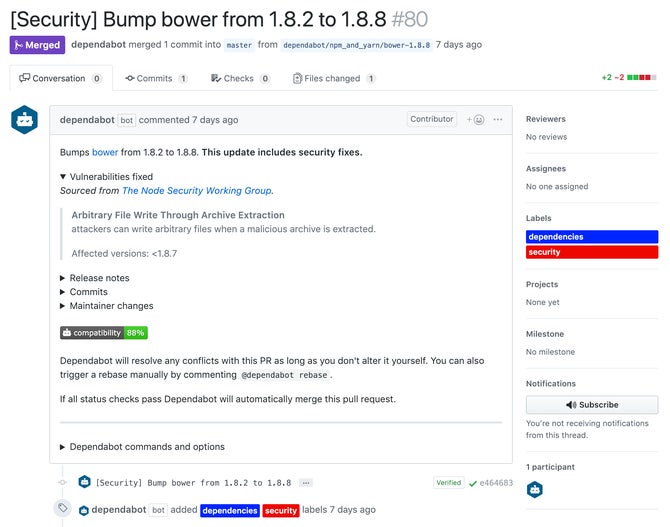 [Security] Bump bower from 1.8.2 to 1.8.8 #80
Merged dependabot merged 1 commit into master from dependabot/npm_and_yarn/bower-1.8.8 7 days ago
Conversation 0 Commits 1 Checks 0 Files changed 1 +2 −2
dependabot bot commented 7 days ago Contributor
Bumps bower from 1.8.2 to 1.8.8. This update includes security fixes.
Vulnerabilities fixed
Sourced from The Node Security Working Group.
Arbitrary File Write Through Archive Extraction
attackers can write arbitrary files when a malicious archive is extracted.
Affected versions: <1.8.7
Release notes
Commits
Maintainer changes
compatibility 88%
Dependabot will resolve any conflicts with this PR as long as you don't alter it yourself. You can also
trigger a rebase manually by commenting @dependabot rebase .
If all status checks pass Dependabot will automatically merge this pull request.
Dependabot commands and options
[Security] Bump bower from 1.8.2 to 1.8.8 ... Verified e464683
dependabot bot added dependencies security labels 7 days ago
Reviewers
No reviews
Assignees
No one assigned
Labels
dependencies
security
Projects
None yet
Milestone
No milestone
Notifications
Subscribe
You're not receiving notifications
from this thread.
1 participant